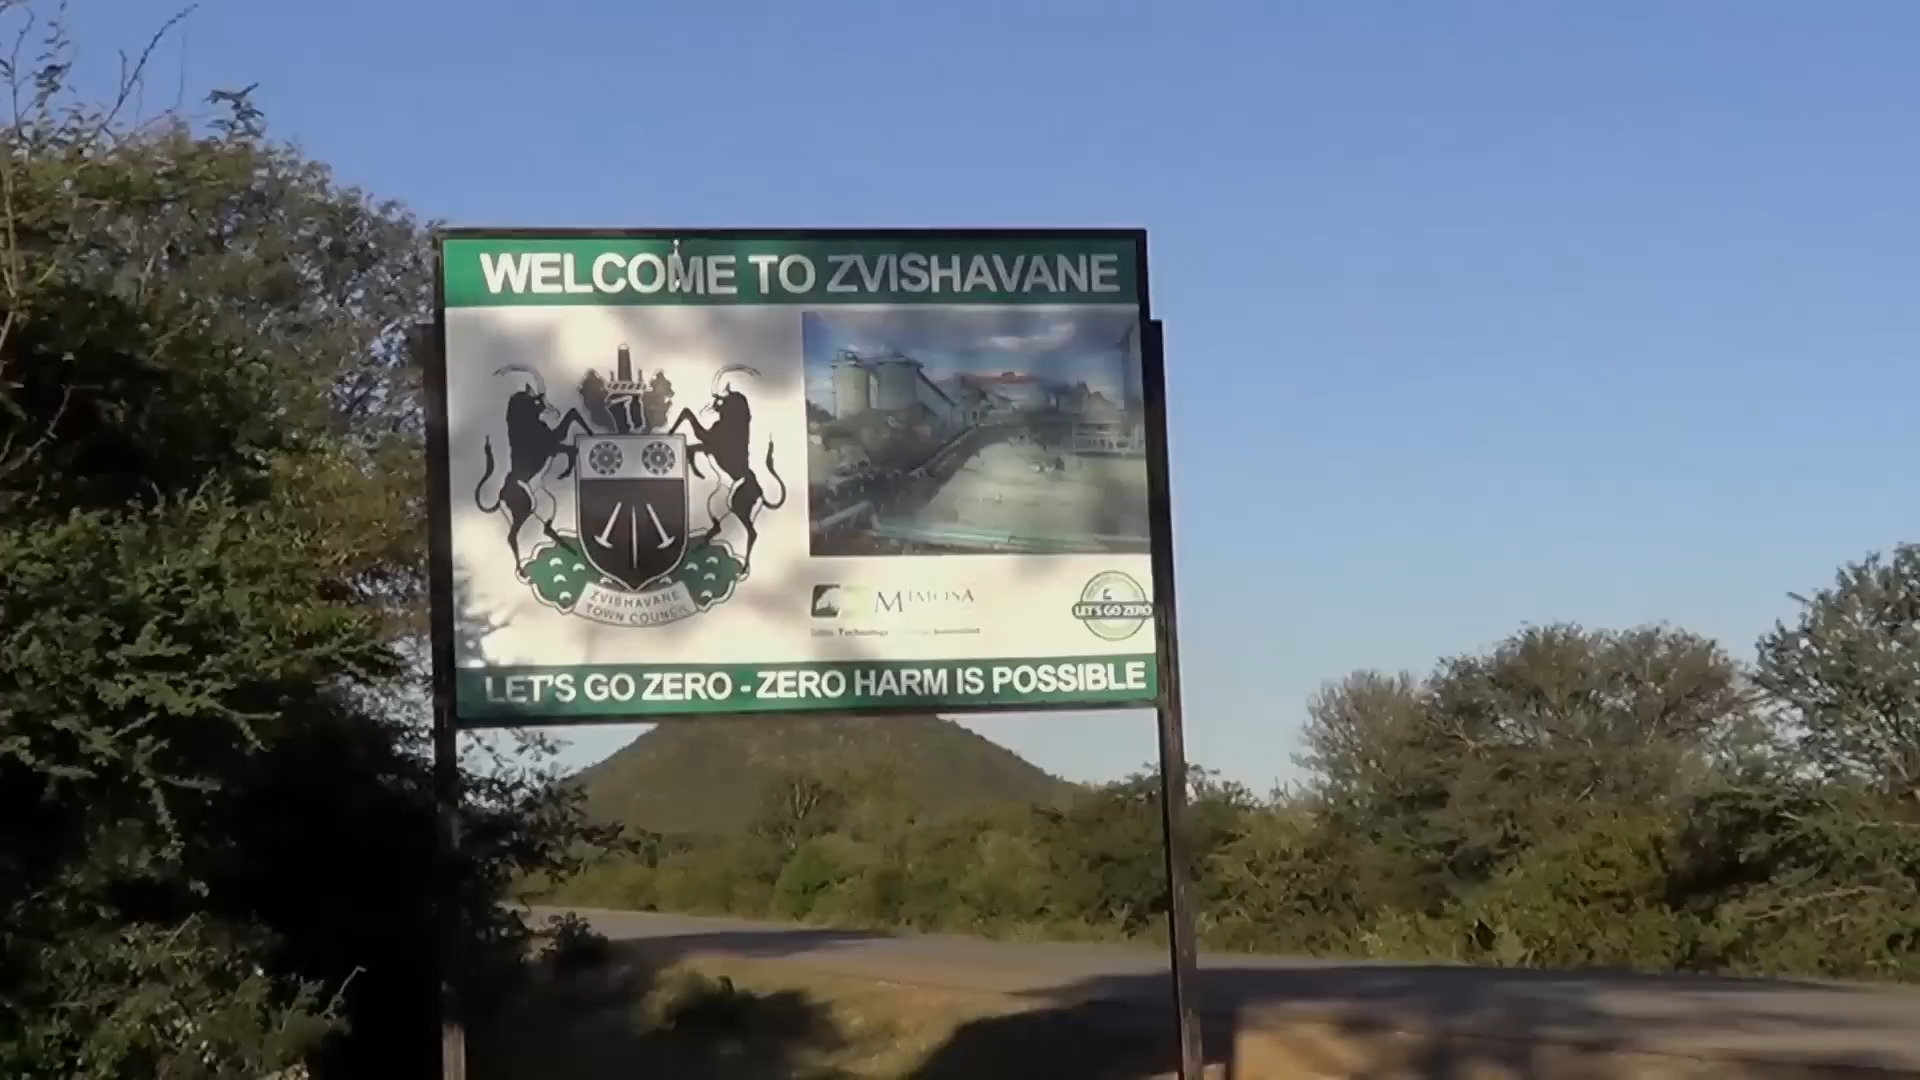 WELCOME TO ZVISHAVANE
ZVISHAVANE
TOWN COUNCIL
MIMOSA
LET'S GO ZERO
LET'S GO ZERO - ZERO HARM IS POSSIBLE